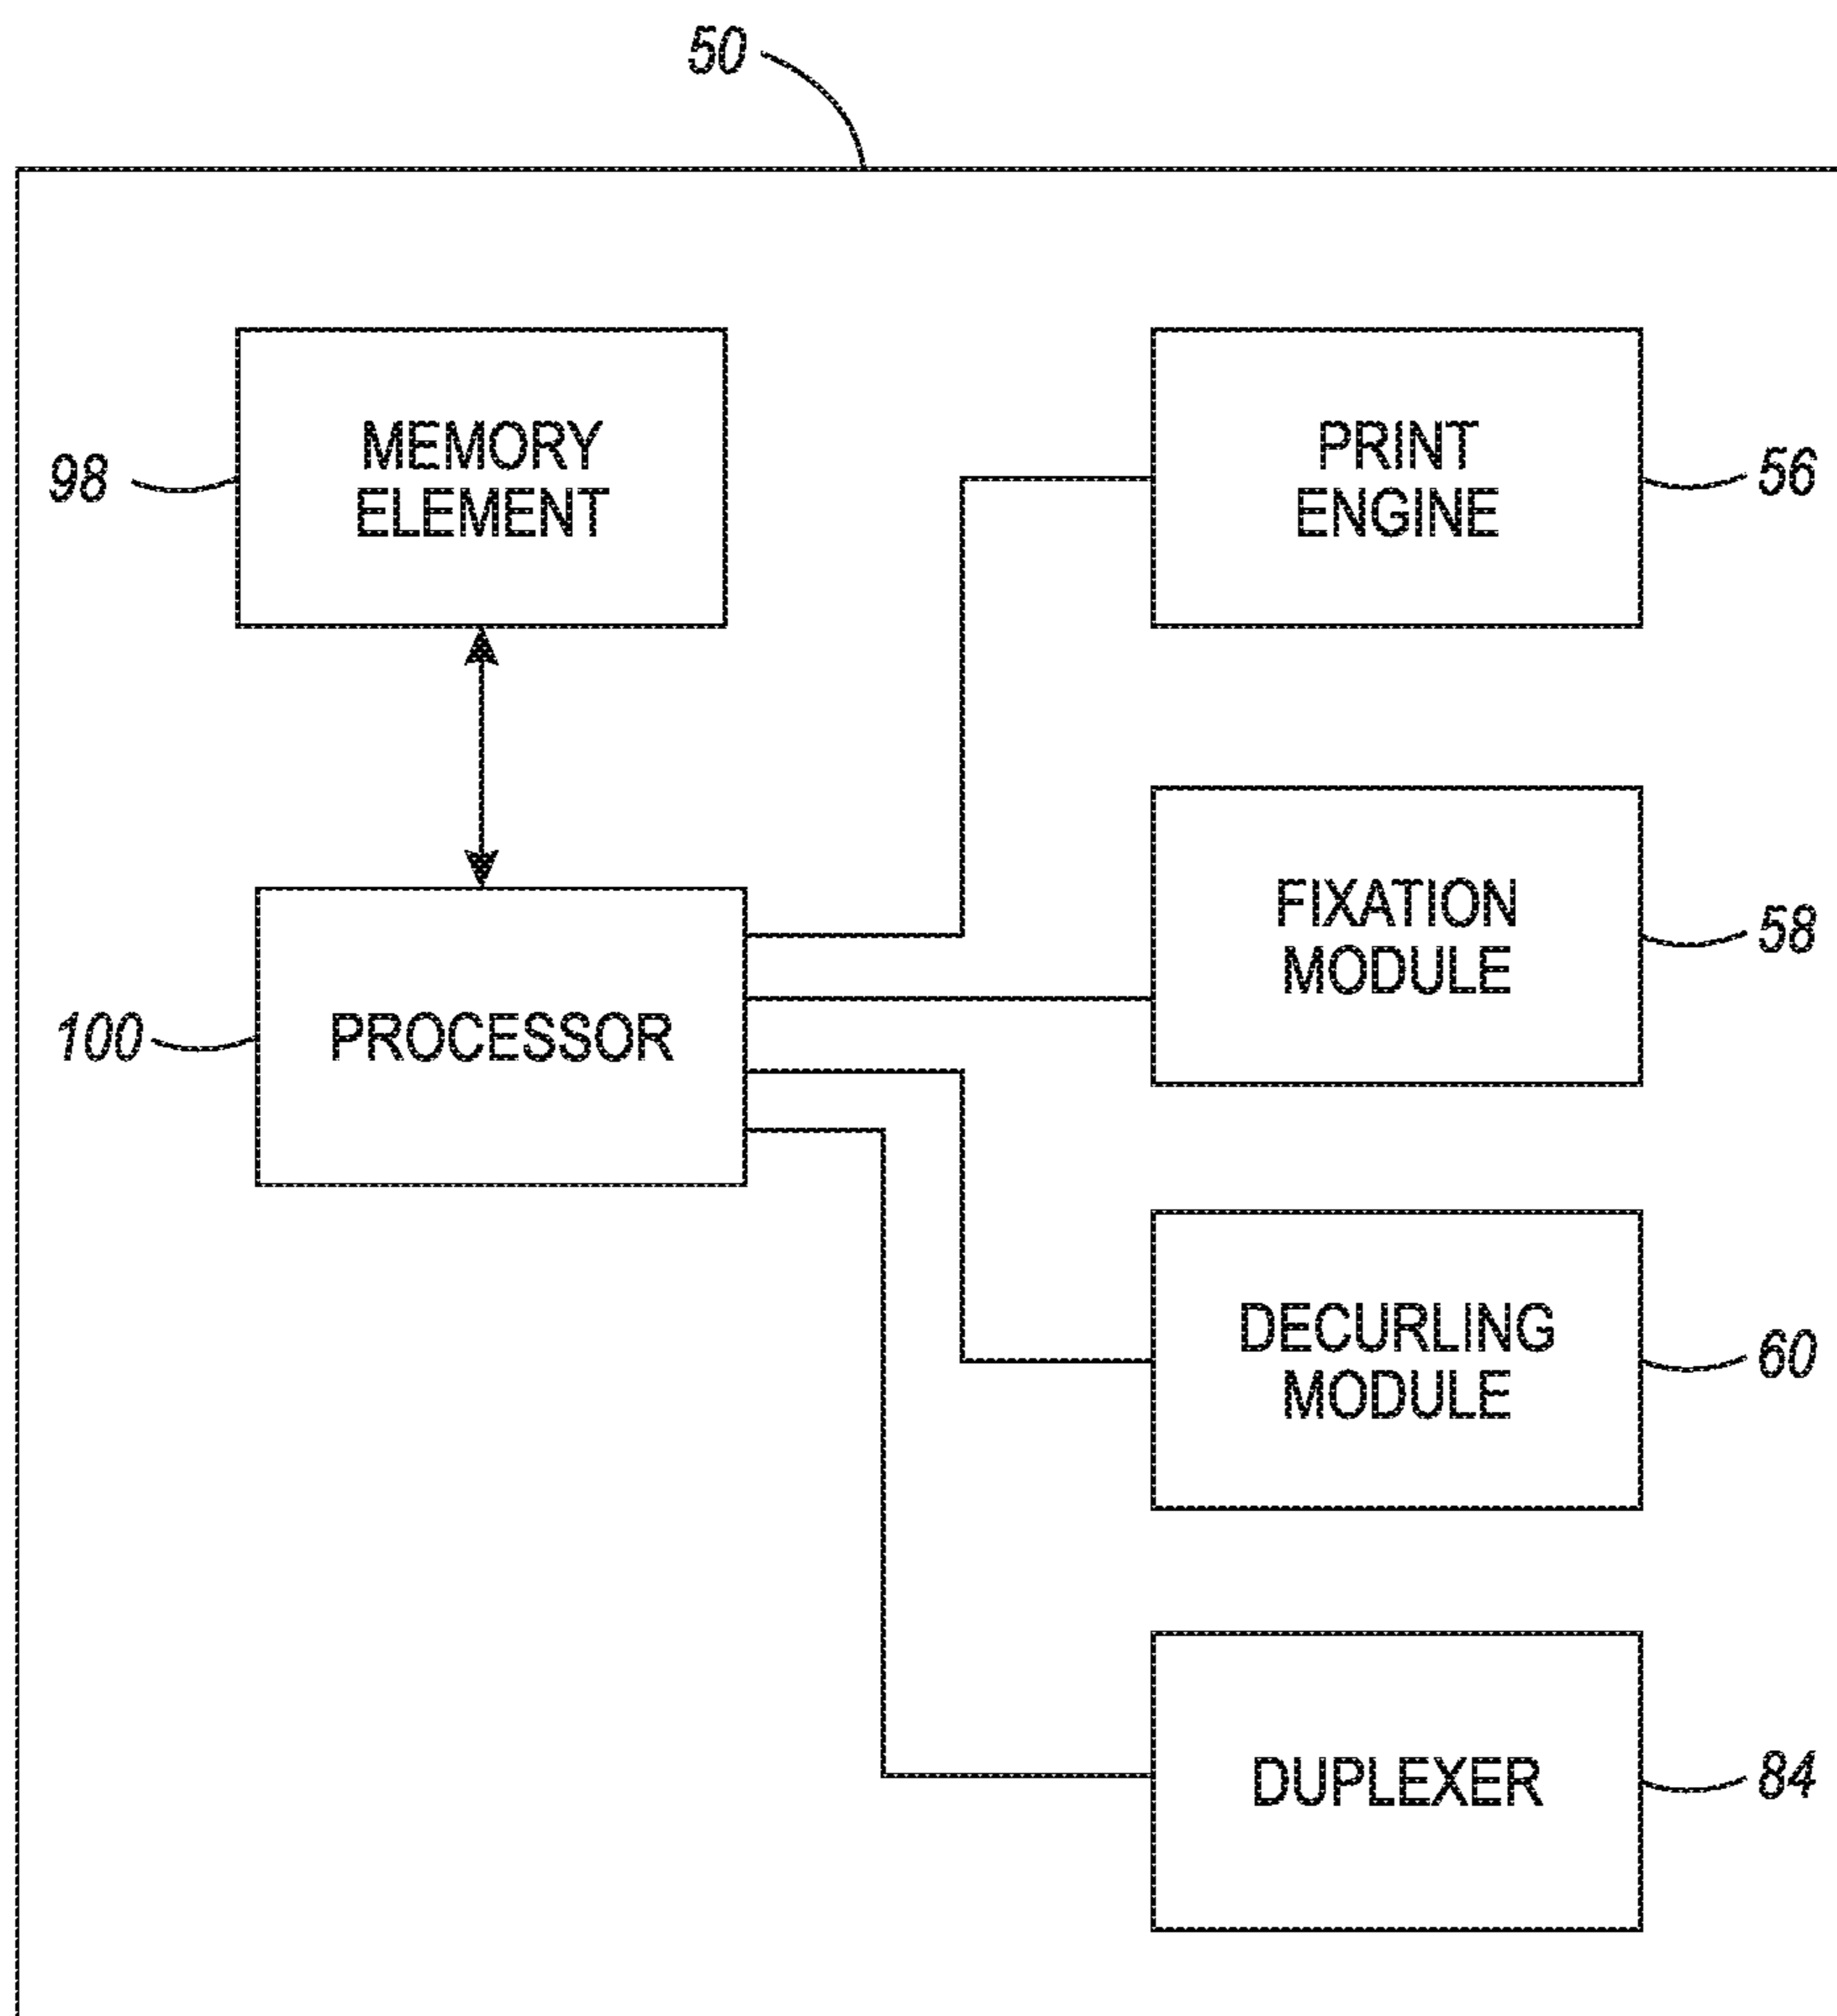 50
MEMORY
ELEMENT
98
PRINT
ENGINE
56
FIXATION
MODULE
58
PROCESSOR
100
DECURLING
MODULE
60
DUPLEXER
84